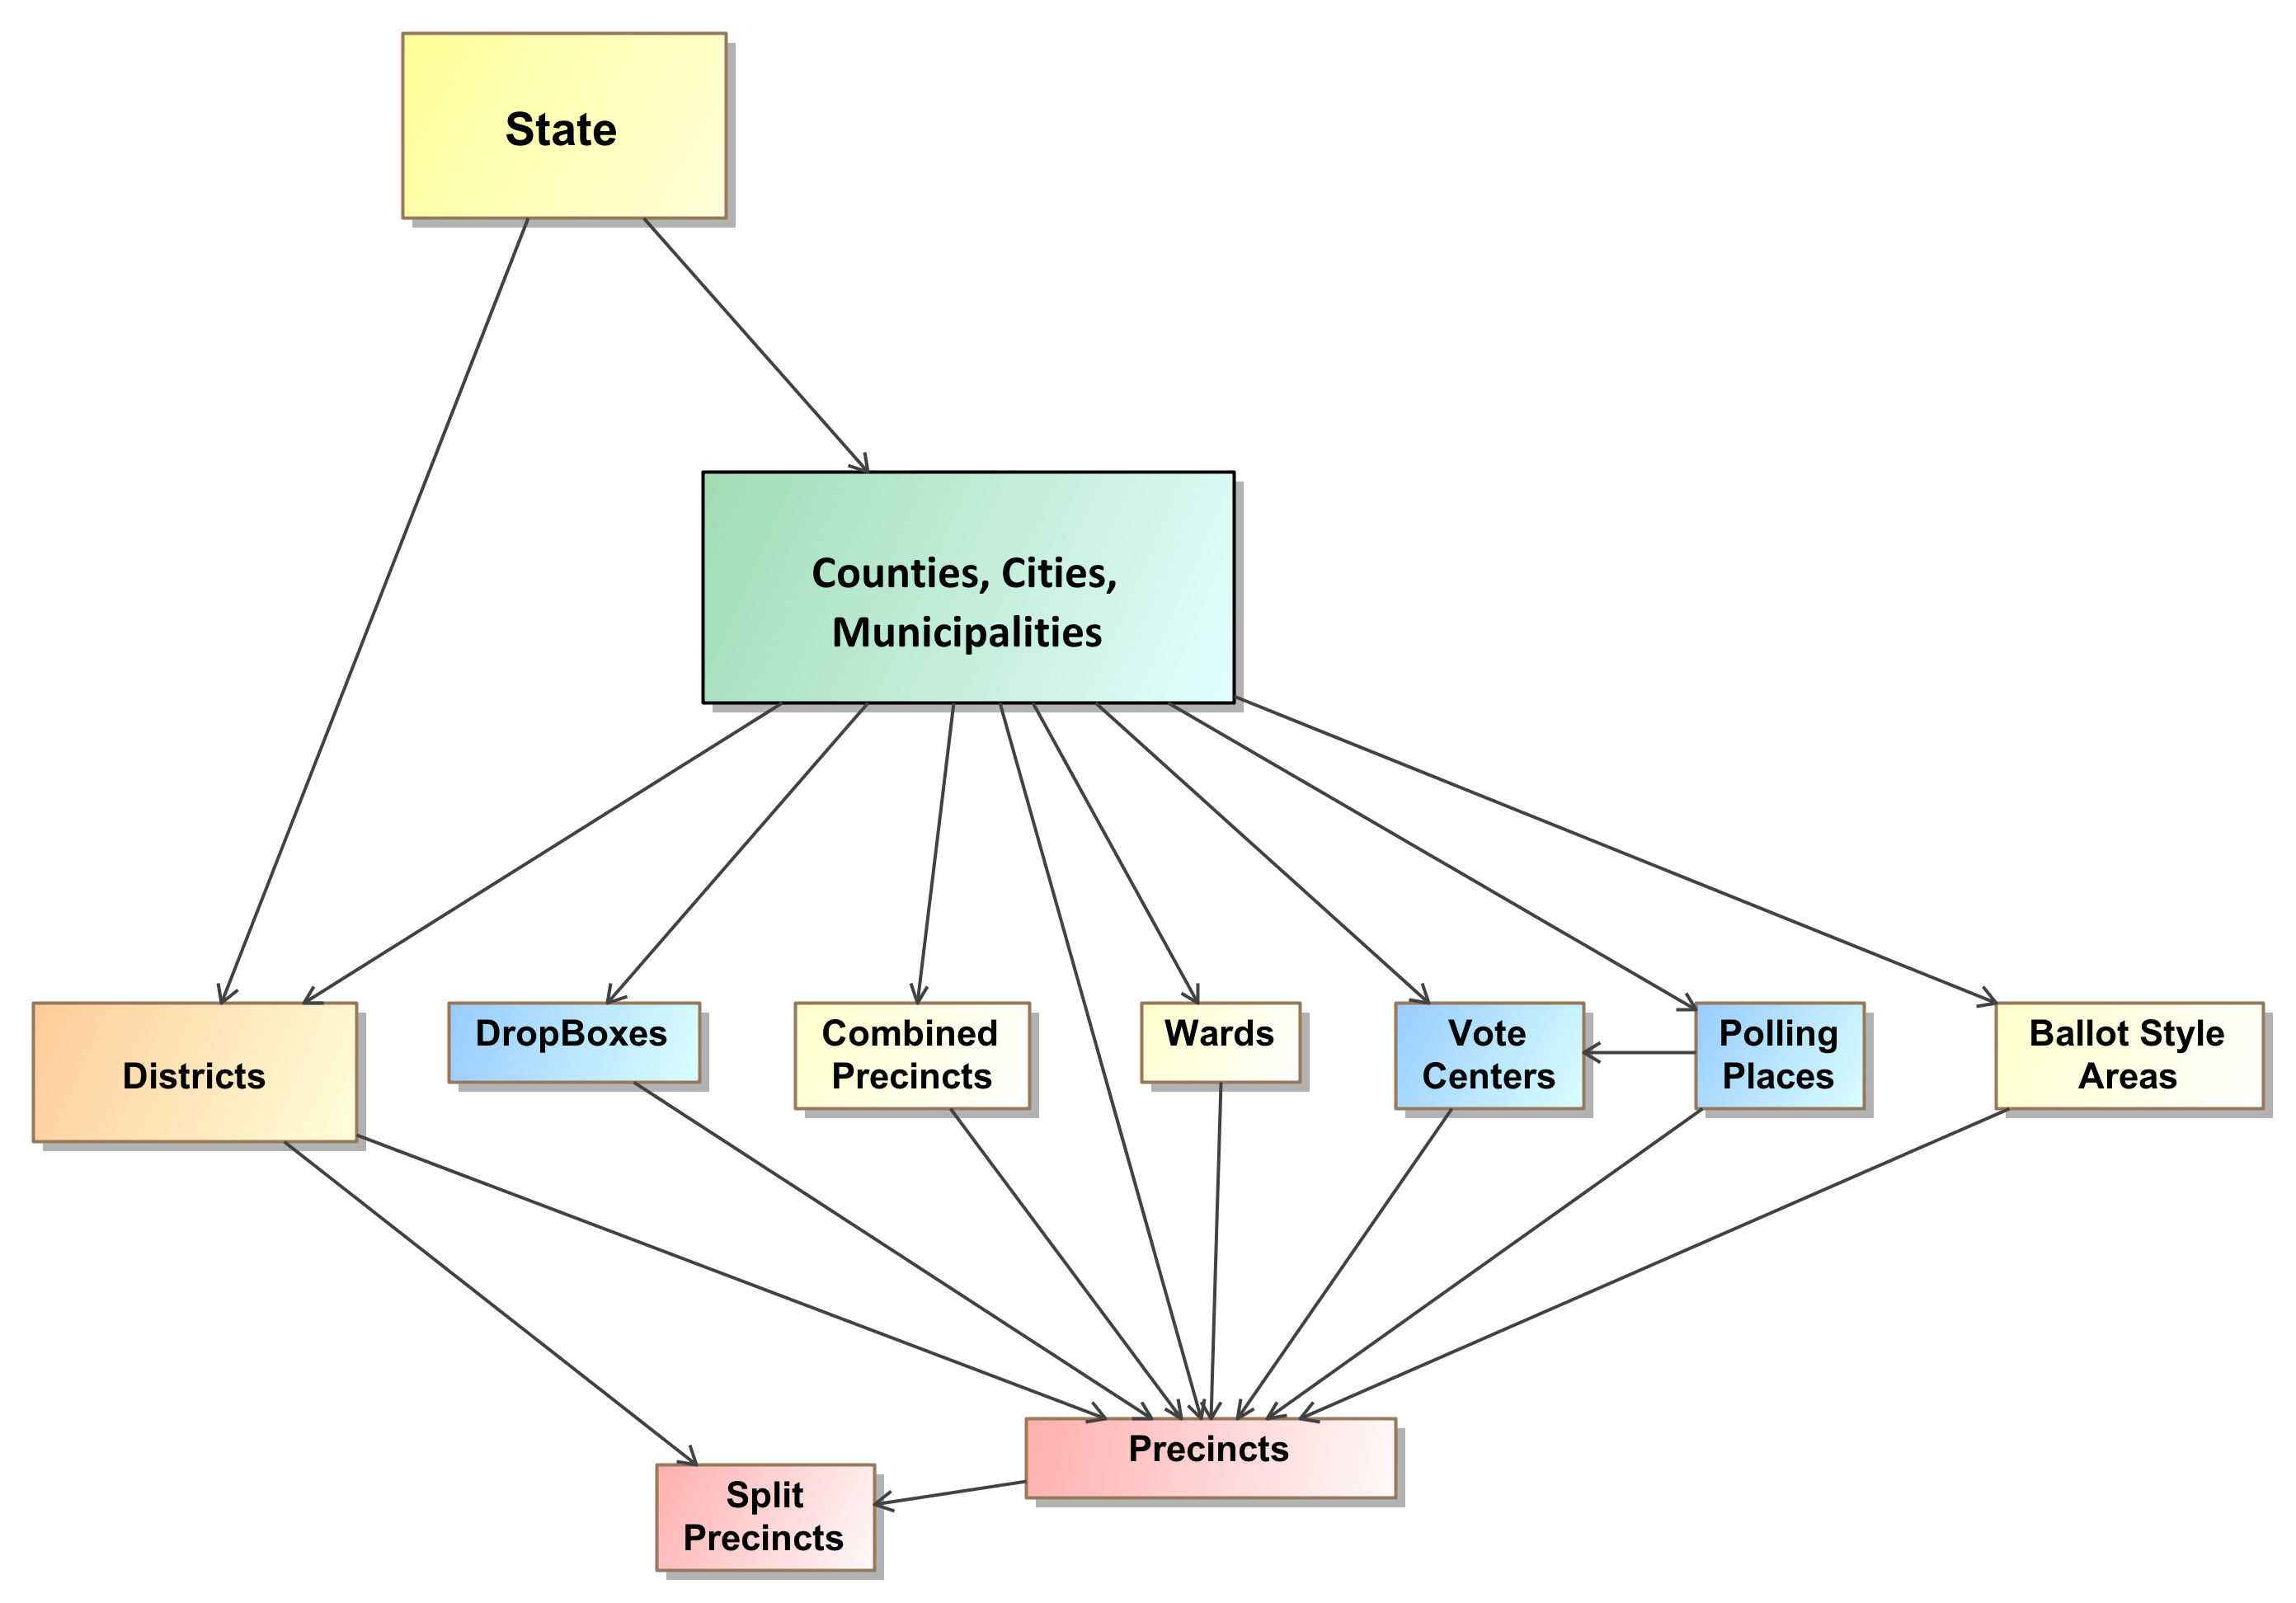 State
Counties, Cities,
Municipalities
Districts
DropBoxes
Combined
Precincts
Wards
Vote
Centers
Polling
Places
Ballot Style
Areas
Precincts
Split
Precincts